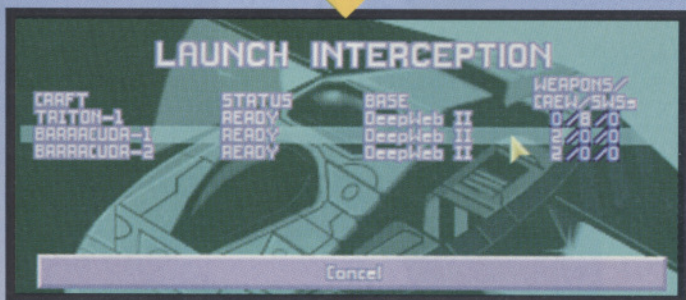 LAUNCH INTERCEPTION
WEAPONS/
CRAFT STATUS BASE CREW/SWSs
TRITON-1 READY DeepWeb II 0/8/0
BARRACUDA-1 READY DeepWeb II 2/0/0
BARRACUDA-2 READY DeepWeb II 2/0/0
Cancel